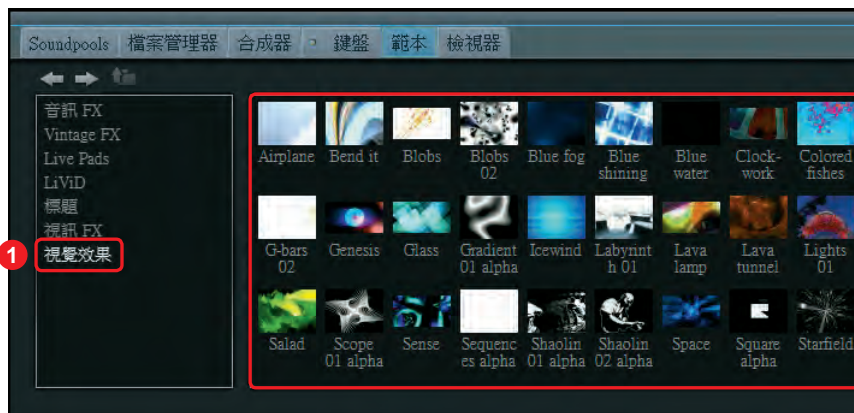 Soundpools 檔案管理器 合成器 鍵盤 範本 檢視器
音訊 FX
Vintage FX
Live Pads
LiViD
標題
視訊 FX
1 視覺效果
Airplane Bend it Blobs Blobs 02 Blue fog Blue shining Blue water Clock-work Colored fishes
G-bars 02 Genesis Glass Gradient 01 alpha Icewind Labyrint h 01 Lava lamp Lava tunnel Lights 01
Salad Scope 01 alpha Sense Sequenc es alpha Shaolin 01 alpha Shaolin 02 alpha Space Square alpha Starfield